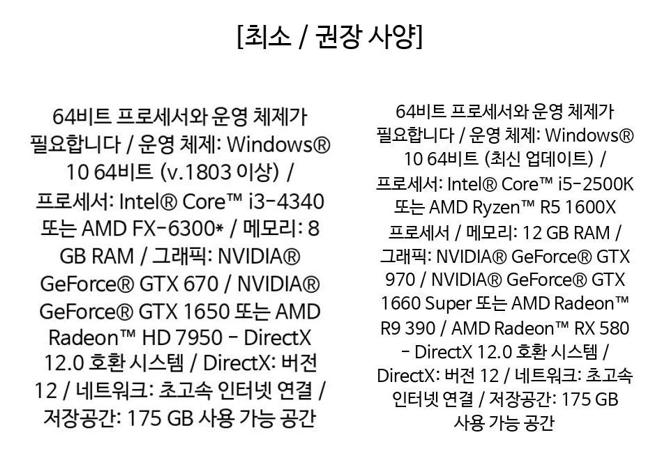 [최소 / 권장 사양]
64비트 프로세서와 운영 체제가
필요합니다 / 운영 체제: Windows®
10 64비트 (v.1803 이상) /
프로세서: Intel® Core™ i3-4340
또는 AMD FX-6300* / 메모리: 8
GB RAM / 그래픽: NVIDIA®
GeForce® GTX 670 / NVIDIA®
GeForce® GTX 1650 또는 AMD
Radeon™ HD 7950 – DirectX
12.0 호환 시스템 / DirectX: 버전
12 / 네트워크: 초고속 인터넷 연결 /
저장공간: 175 GB 사용 가능 공간
64비트 프로세서와 운영 체제가
필요합니다 / 운영 체제: Windows®
10 64비트 (최신 업데이트) /
프로세서: Intel® Core™ i5-2500K
또는 AMD Ryzen™ R5 1600X
프로세서 / 메모리: 12 GB RAM /
그래픽: NVIDIA® GeForce® GTX
970 / NVIDIA® GeForce® GTX
1660 Super 또는 AMD Radeon™
R9 390 / AMD Radeon™ RX 580
– DirectX 12.0 호환 시스템 /
DirectX: 버전 12 / 네트워크: 초고속
인터넷 연결 / 저장공간: 175 GB
사용 가능 공간